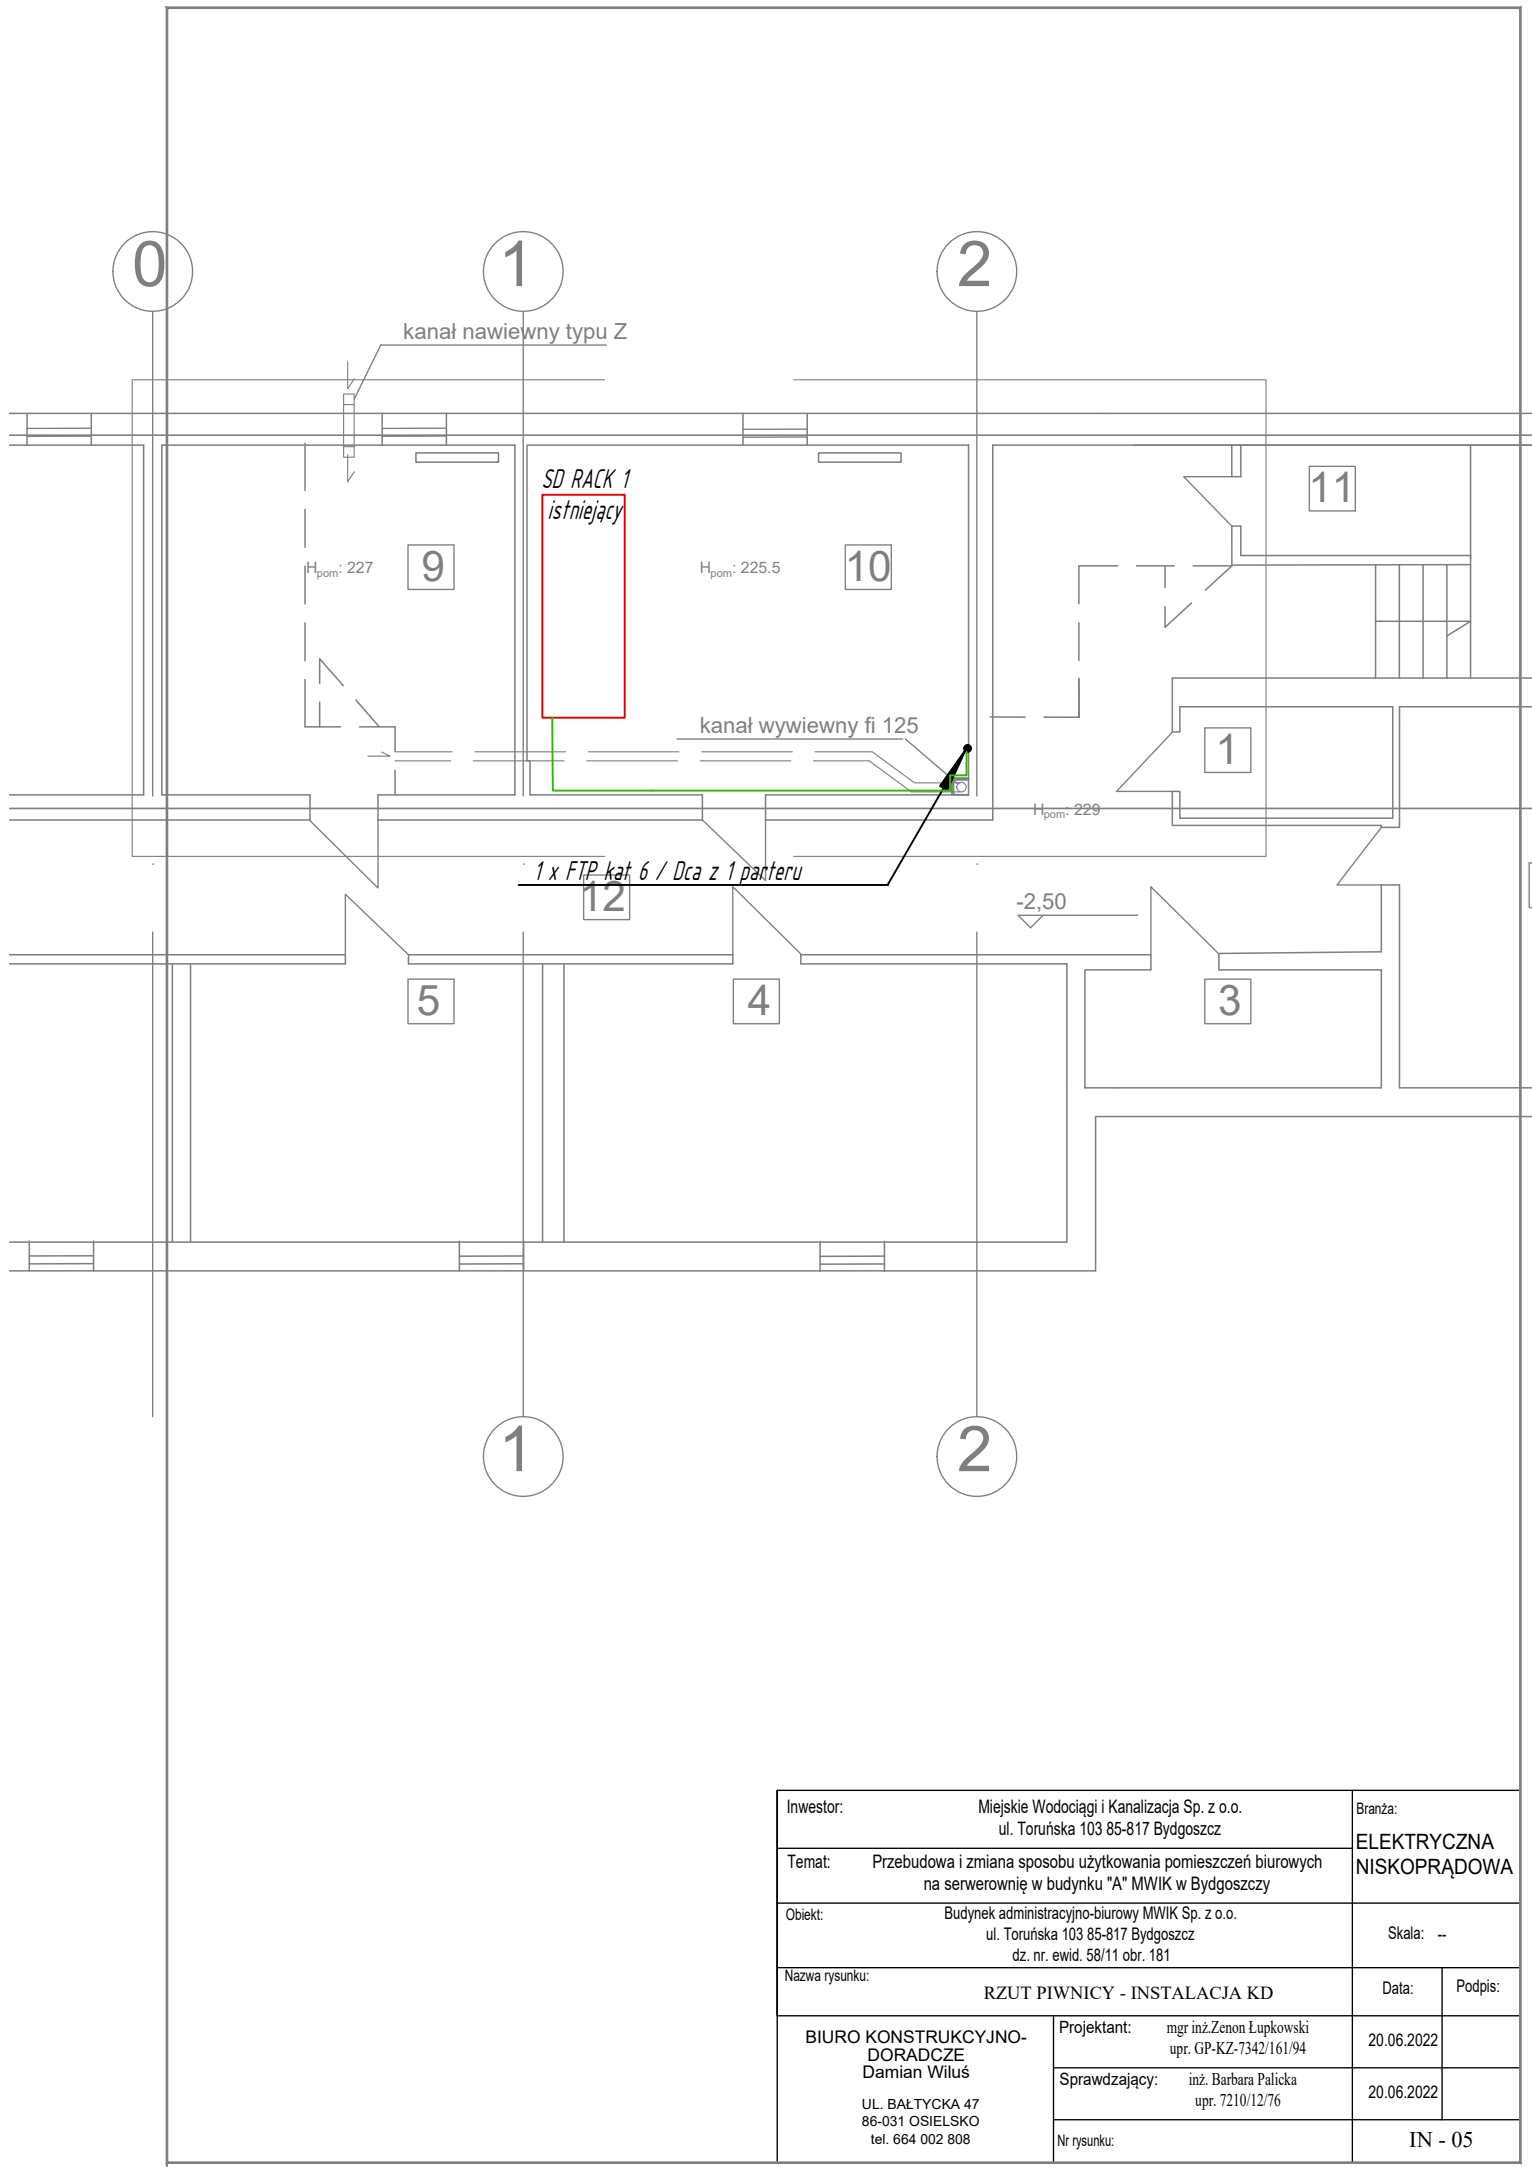 0
1
2
kanał nawiewny typu Z
SD RACK 1
istniejący
11
Hpom: 227
9
Hpom: 225.5
10
kanał wywiewny fi 125
1
Hpom: 229
1 x FTP kat 6 / Dca z 1 parteru
12
-2,50
5
4
3
1
2
Inwestor:
Miejskie Wodociągi i Kanalizacja Sp. z o.o.
ul. Toruńska 103 85-817 Bydgoszcz
Branża:
ELEKTRYCZNA
NISKOPRĄDOWA
Temat:
Przebudowa i zmiana sposobu użytkowania pomieszczeń biurowych
na serwerownię w budynku "A" MWIK w Bydgoszczy
Obiekt:
Budynek administracyjno-biurowy MWIK Sp. z o.o.
ul. Toruńska 103 85-817 Bydgoszcz
dz. nr. ewid. 58/11 obr. 181
Skala: --
Nazwa rysunku:
RZUT PIWNICY - INSTALACJA KD
Data:
Podpis:
BIURO KONSTRUKCYJNO-
DORADCZE
Damian Wiluś
UL. BAŁTYCKA 47
86-031 OSIELSKO
tel. 664 002 808
Projektant:
mgr inż.Zenon Łupkowski
upr. GP-KZ-7342/161/94
20.06.2022
Sprawdzający:
inż. Barbara Palicka
upr. 7210/12/76
20.06.2022
Nr rysunku:
IN - 05